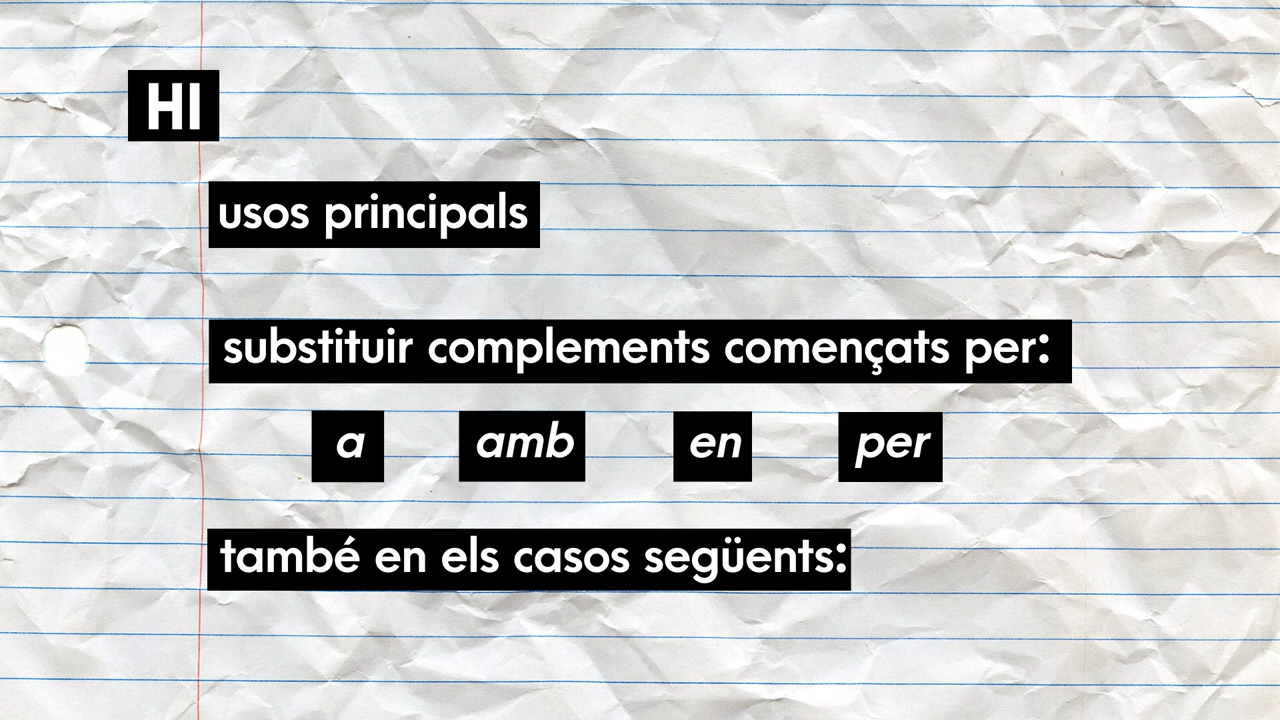 HI
usos principals
substituir complements començats per:
a amb en per
també en els casos següents: